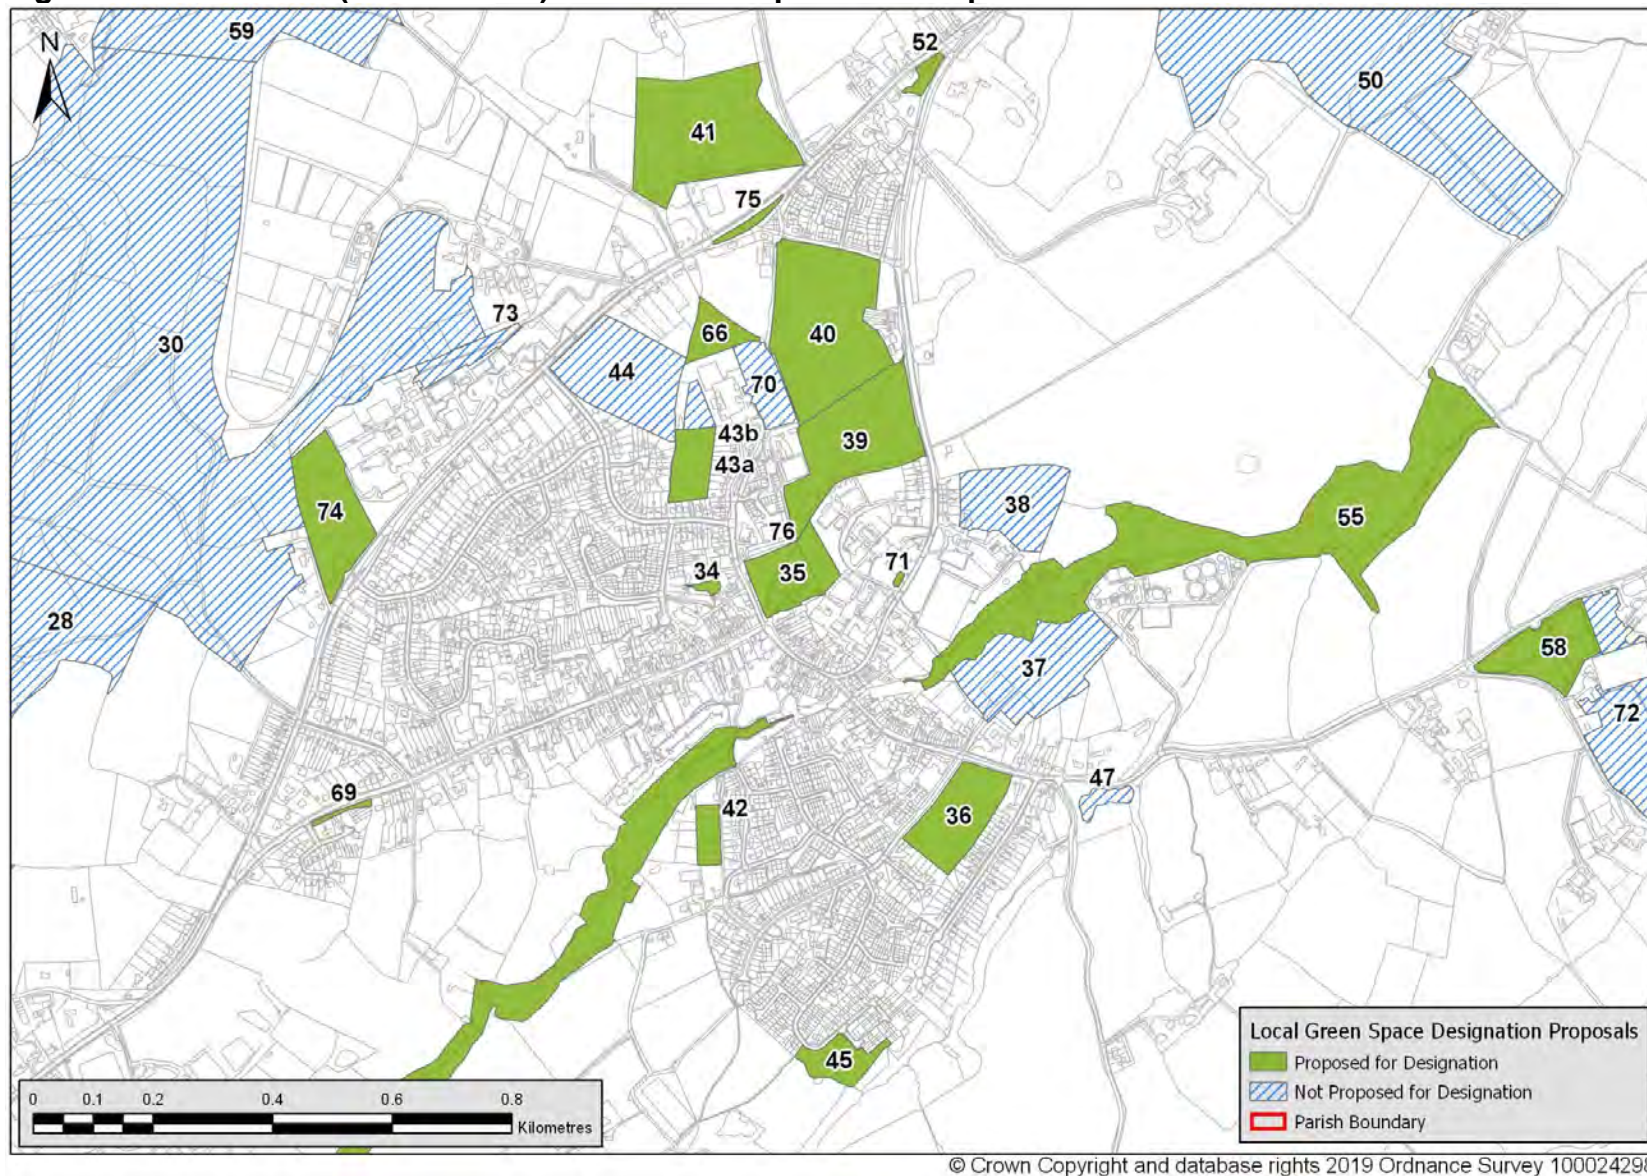 59
N
52
50
41
75
73
30
66
40
44
70
43b
39
43a
38
74
55
76
71
34
35
28
58
37
72
47
69
42
36
45
0 0.1 0.2 0.4 0.6 0.8
Kilometres
Local Green Space Designation Proposals
Proposed for Designation
Not Proposed for Designation
Parish Boundary
© Crown Copyright and database rights 2019 Ordnance Survey 10002429